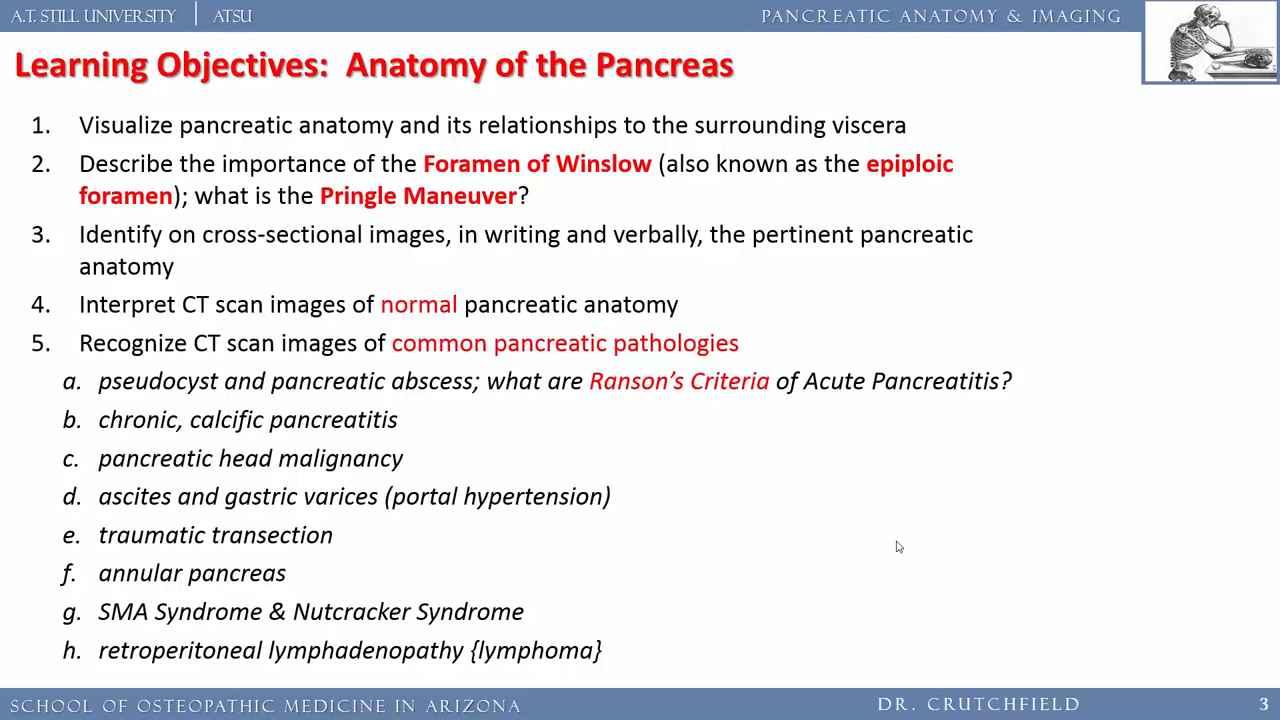 A.T. STILL UNIVERSITY | ATSU
PANCREATIC ANATOMY & IMAGING
Learning Objectives: Anatomy of the Pancreas
1. Visualize pancreatic anatomy and its relationships to the surrounding viscera
2. Describe the importance of the Foramen of Winslow (also known as the epiploic
foramen); what is the Pringle Maneuver?
3. Identify on cross-sectional images, in writing and verbally, the pertinent pancreatic
anatomy
4. Interpret CT scan images of normal pancreatic anatomy
5. Recognize CT scan images of common pancreatic pathologies
a. pseudocyst and pancreatic abscess; what are Ranson's Criteria of Acute Pancreatitis?
b. chronic, calcific pancreatitis
c. pancreatic head malignancy
d. ascites and gastric varices (portal hypertension)
e. traumatic transection
f. annular pancreas
g. SMA Syndrome & Nutcracker Syndrome
h. retroperitoneal lymphadenopathy {lymphoma}
SCHOOL OF OSTEOPATHIC MEDICINE IN ARIZONA
DR. CRUTCHFIELD
3